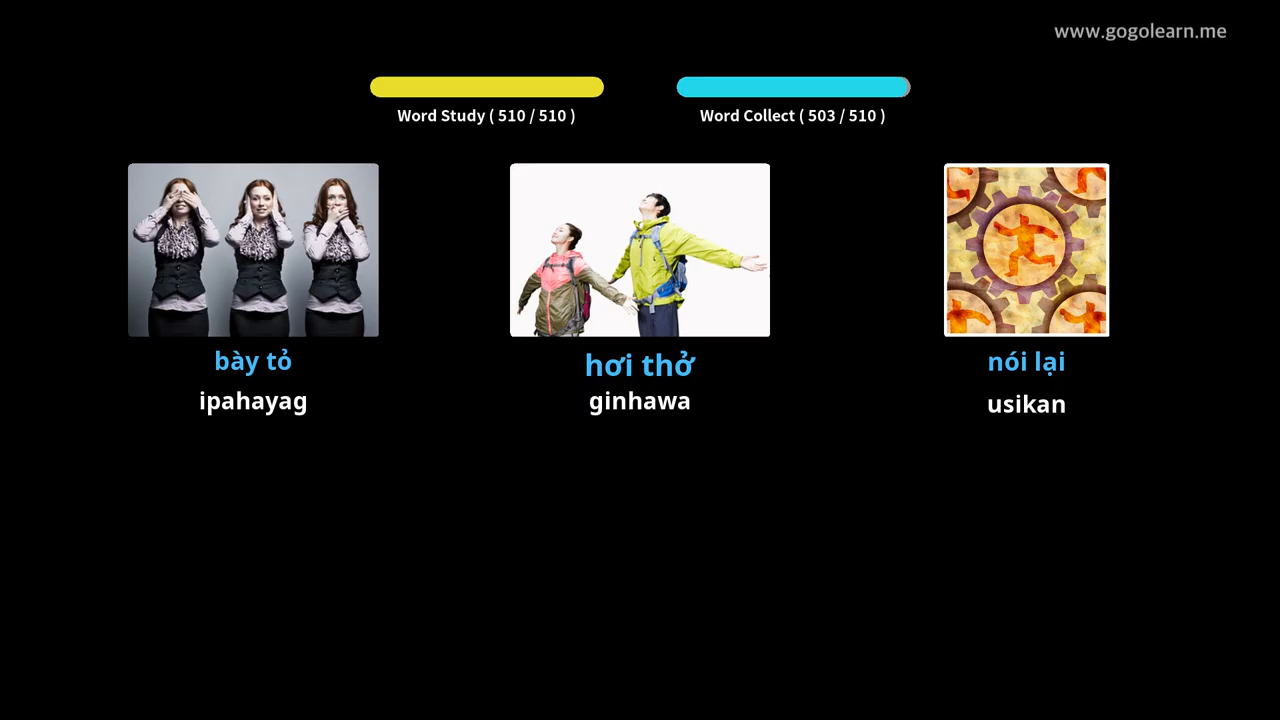 www.gogolearn.me
Word Study ( 510 / 510 )
Word Collect ( 503 / 510 )
bày tỏ
ipahayag
hơi thở
ginhawa
nói lại
usikan